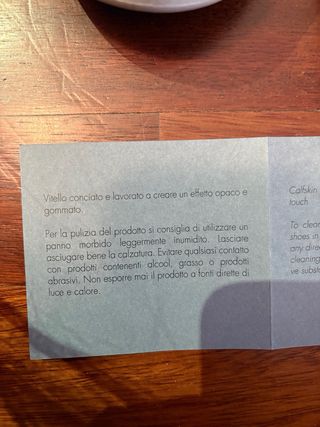 Vitello conciato e lavorato a creare un effetto opaco e
gommato.
Per la pulizia del prodotto si consiglia di utilizzare un
panno morbido leggermente inumidito. Lasciare
asciugare bene la calzatura. Evitare qualsiasi contatto
con prodotti contenenti alcool, grasso o prodotti
abrasivi. Non esporre mai il prodotto a fonti dirette di
luce e calore.
Calfskin
touch
To clean
shoes in
any direc
cleaning
ve subst